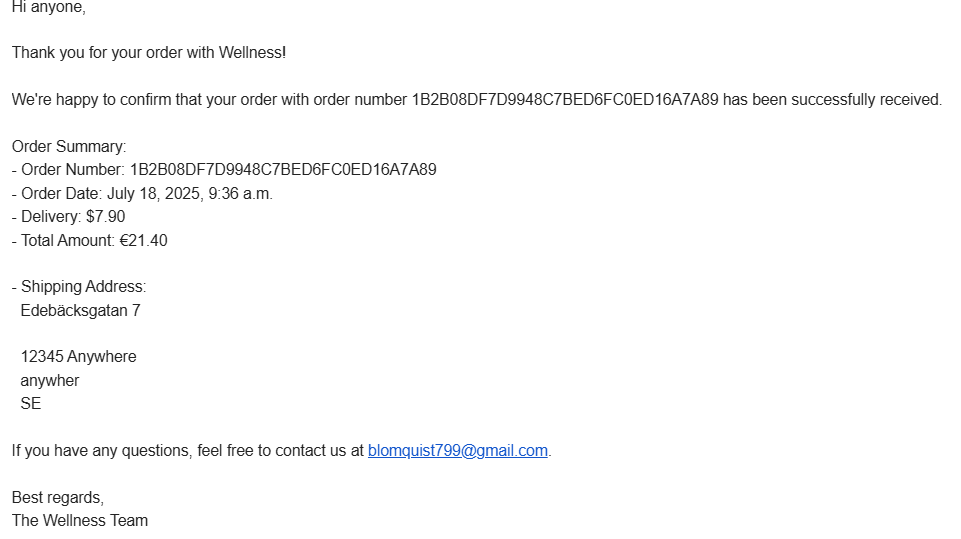 Hi anyone,
Thank you for your order with Wellness!
We're happy to confirm that your order with order number 1B2B08DF7D9948C7BED6FC0ED16A7A89 has been successfully received.
Order Summary:
- Order Number: 1B2B08DF7D9948C7BED6FC0ED16A7A89
- Order Date: July 18, 2025, 9:36 a.m.
- Delivery: $7.90
- Total Amount: €21.40
- Shipping Address:
Edebäcksgatan 7
12345 Anywhere
anywher
SE
If you have any questions, feel free to contact us at blomquist799@gmail.com.
Best regards,
The Wellness Team